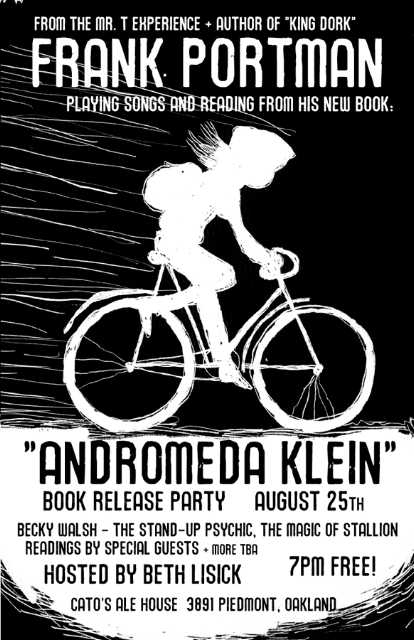 FROM THE MR. T EXPERIENCE + AUTHOR OF "KING DORK"
FRANK PORTMAN
PLAYING SONGS AND READING FROM HIS NEW BOOK:
"ANDROMEDA KLEIN"
BOOK RELEASE PARTY AUGUST 25TH
BECKY WALSH - THE STAND-UP PSYCHIC, THE MAGIC OF STALLION
READINGS BY SPECIAL GUESTS + MORE TBA
HOSTED BY BETH LISICK 7PM FREE!
CATO'S ALE HOUSE 3891 PIEDMONT, OAKLAND